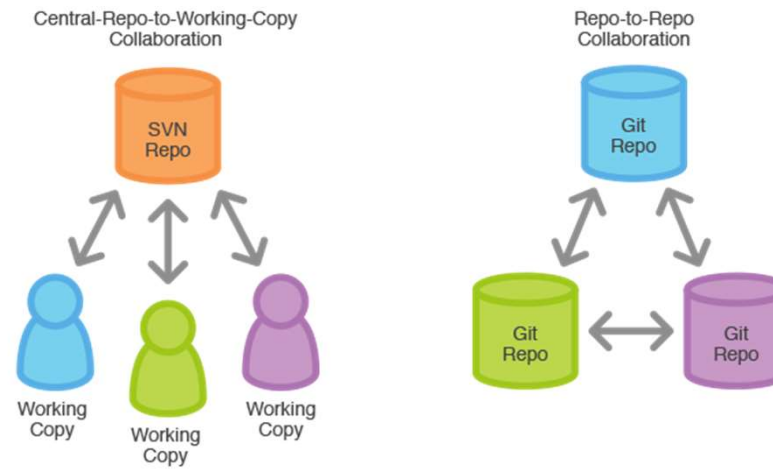 Central-Repo-to-Working-Copy
Collaboration
SVN
Repo
Working
Copy
Working
Copy
Working
Copy
Repo-to-Repo
Collaboration
Git
Repo
Git
Repo
Git
Repo